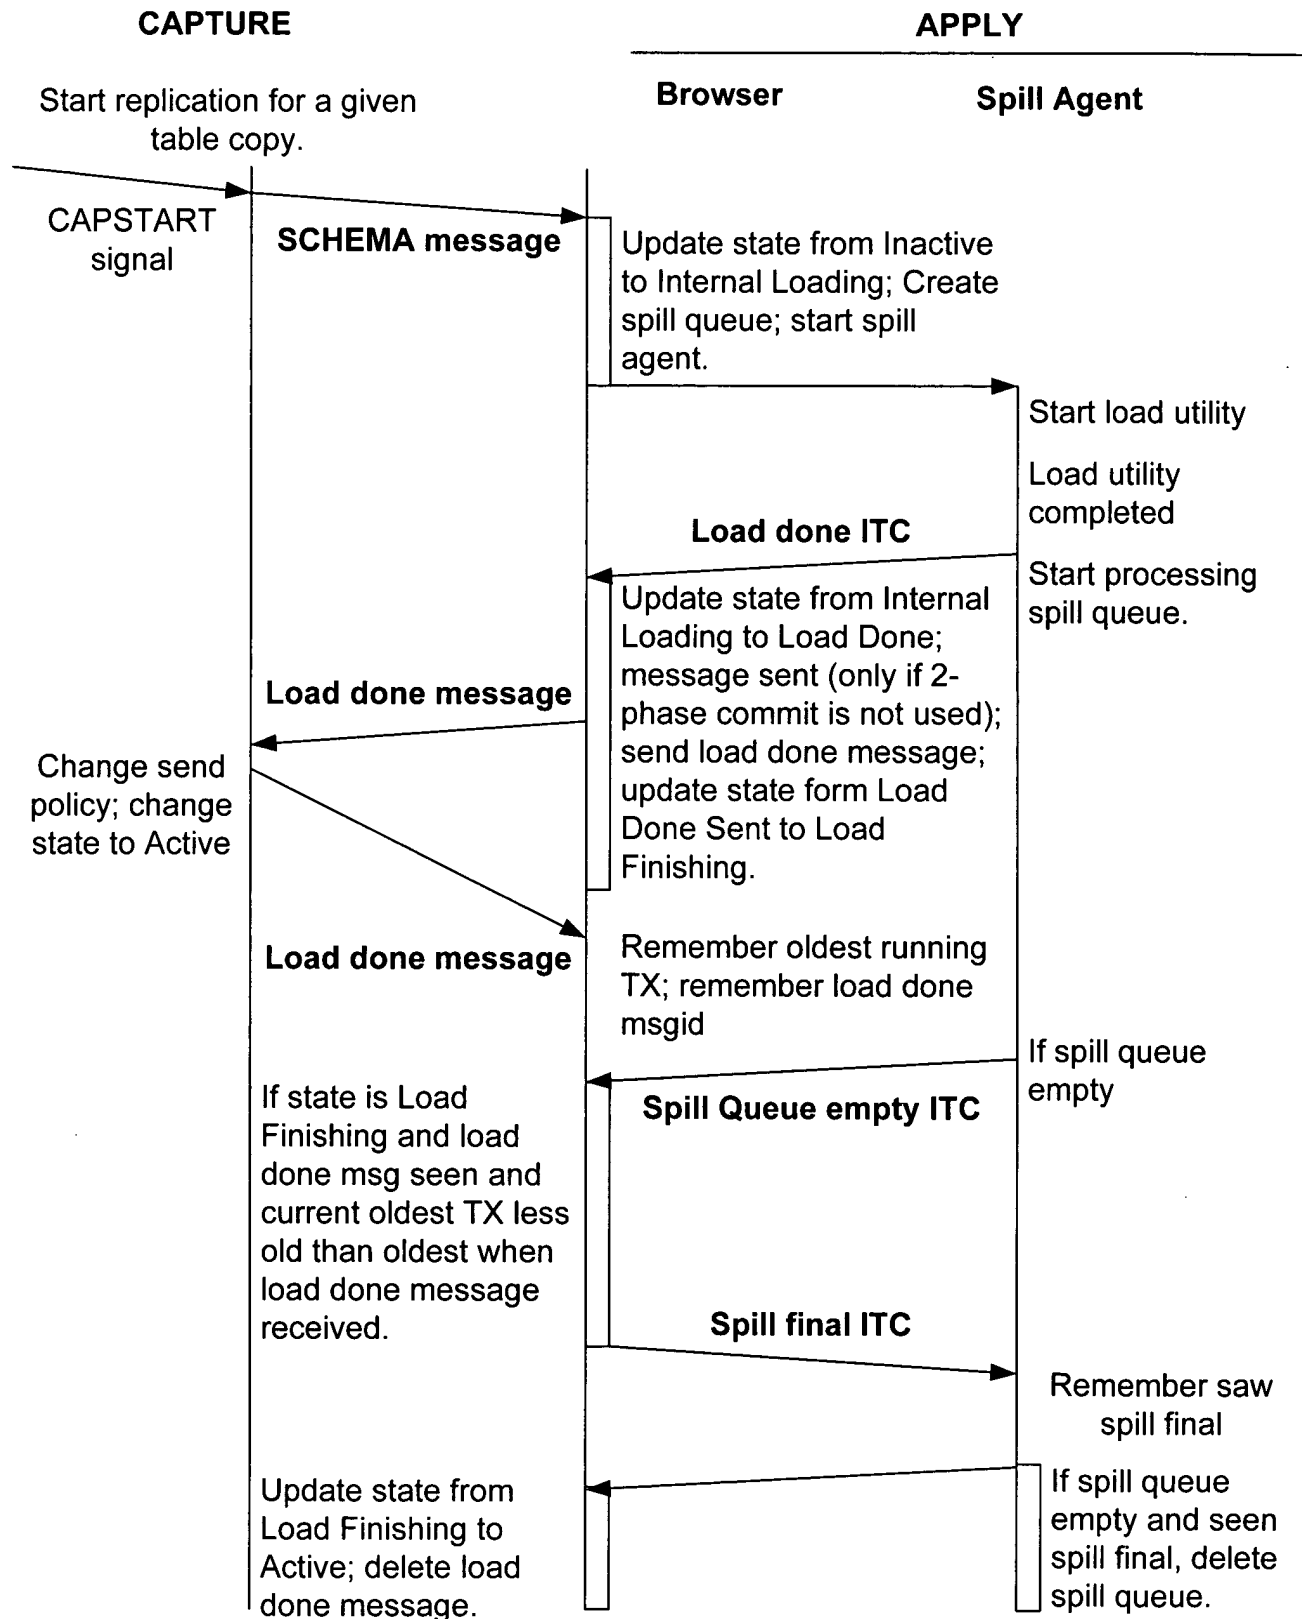 CAPTURE
APPLY
Browser
Spill Agent
Start replication for a given
table copy.
CAPSTART
signal
SCHEMA message
Update state from Inactive
to Internal Loading; Create
spill queue; start spill
agent.
Start load utility
Load utility
completed
Load done ITC
Start processing
spill queue.
Update state from Internal
Loading to Load Done;
message sent (only if 2-
phase commit is not used);
send load done message;
update state form Load
Done Sent to Load
Finishing.
Load done message
Change send
policy; change
state to Active
Load done message
Remember oldest running
TX; remember load done
msgid
If spill queue
empty
Spill Queue empty ITC
If state is Load
Finishing and load
done msg seen and
current oldest TX less
old than oldest when
load done message
received.
Spill final ITC
Remember saw
spill final
If spill queue
empty and seen
spill final, delete
spill queue.
Update state from
Load Finishing to
Active; delete load
done message.